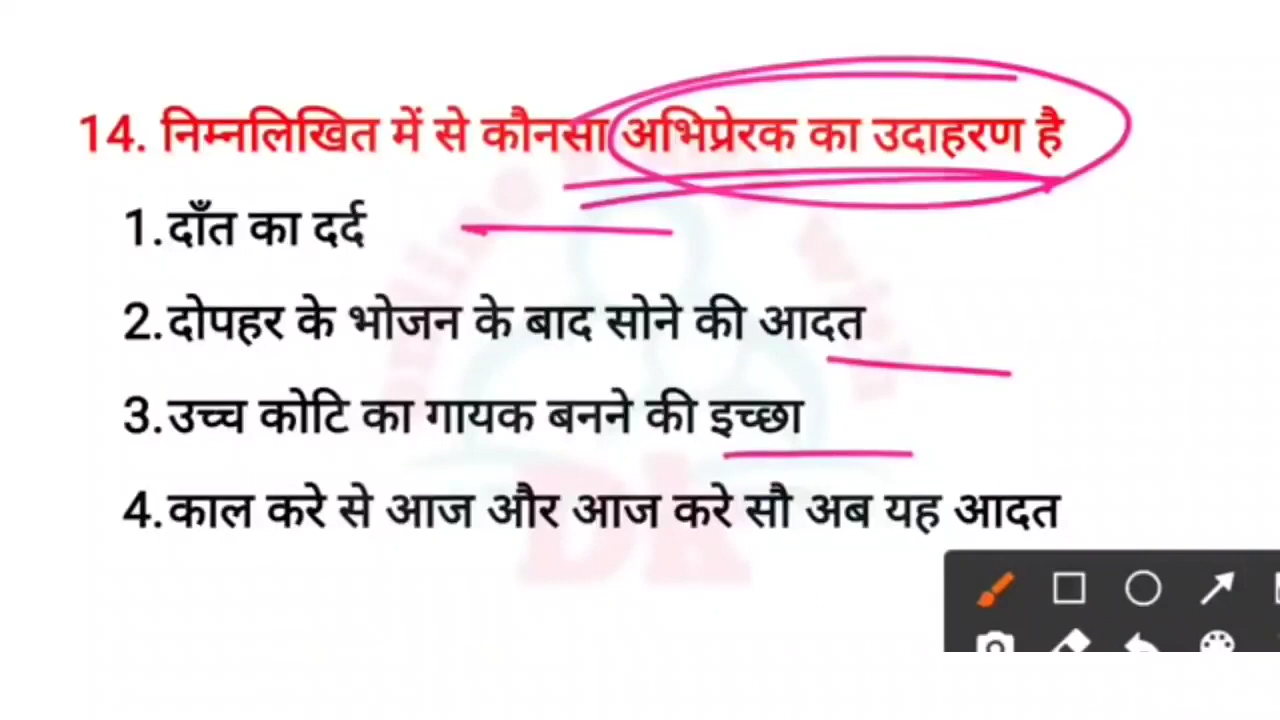 14. निम्नलिखित में से कौनसा अभिप्रेरक का उदाहरण है
1.दाँत का दर्द
2.दोपहर के भोजन के बाद सोने की आदत
3.उच्च कोटि का गायक बनने की इच्छा
4.काल करे से आज और आज करे सौ अब यह आदत
Dk